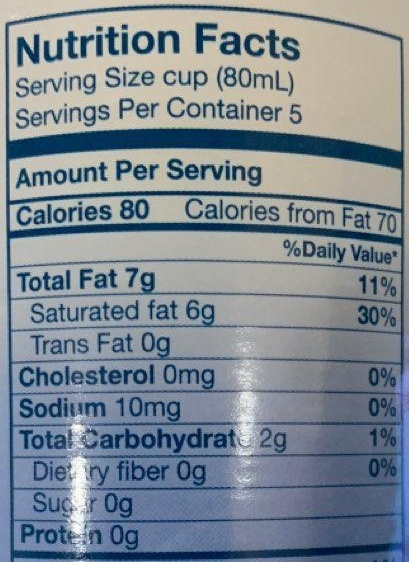 Nutrition Facts
Serving Size cup (80mL)
Servings Per Container 5
Amount Per Serving
Calories 80 Calories from Fat 70
%Daily Value*
Total Fat 7g 11%
Saturated fat 6g 30%
Trans Fat 0g
Cholesterol 0mg 0%
Sodium 10mg 0%
Total Carbohydrate 2g 1%
Dietary fiber 0g 0%
Sugar 0g
Protein 0g